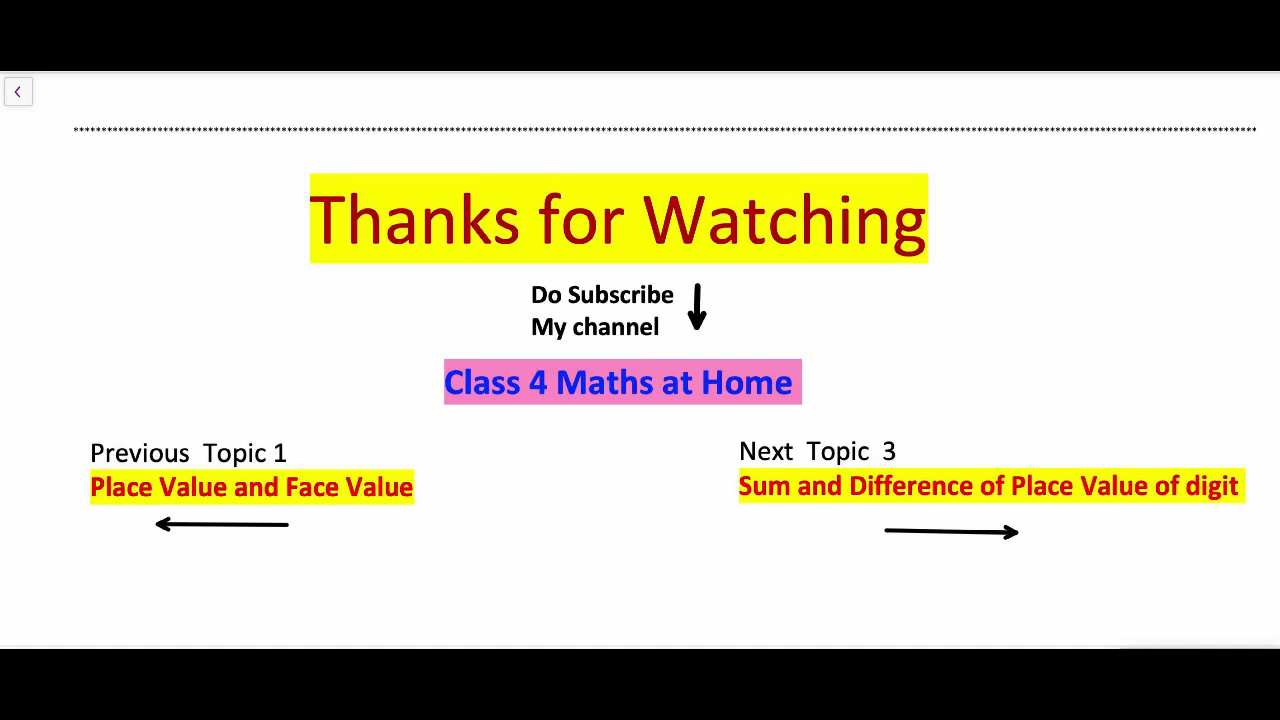 ****************************************************************************************************************************************************************************************************************
Thanks for Watching
Do Subscribe
My channel
Class 4 Maths at Home
Previous Topic 1
Place Value and Face Value
Next Topic 3
Sum and Difference of Place Value of digit